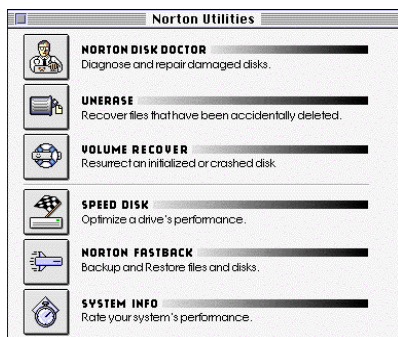 Norton Utilities
NORTON DISK DOCTOR
Diagnose and repair damaged disks.
UNERASE
Recover files that have been accidentally deleted.
VOLUME RECOVER
Resurrect an initialized or crashed disk
SPEED DISK
Optimize a drive's performance.
NORTON FASTBACK
Backup and Restore files and disks.
SYSTEM INFO
Rate your system's performance.